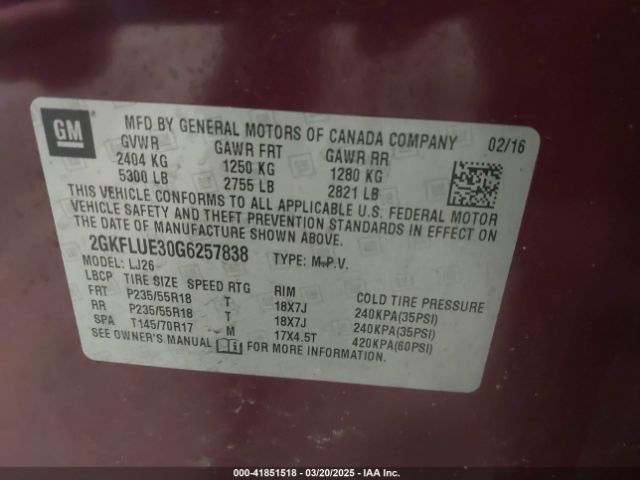 GM
MFD BY GENERAL MOTORS OF CANADA COMPANY 02/16
GVWR GAWR FRT GAWR RR
2404 KG 1250 KG 1280 KG
5300 LB 2755 LB 2821 LB
THIS VEHICLE CONFORMS TO ALL APPLICABLE U.S. FEDERAL MOTOR
VEHICLE SAFETY AND THEFT PREVENTION STANDARDS IN EFFECT ON
DATE OF MANUFACTURE SHOWN ABOVE.
2GKFLUE30G6257838 TYPE: M.P.V.
MODEL: LJ26
LBCP TIRE SIZE SPEED RTG RIM COLD TIRE PRESSURE
FRT P235/55R18 T 18X7J 240KPA(35PSI)
RR P235/55R18 T 18X7J 240KPA(35PSI)
SPA T145/70R17 M 17X4.5T 420KPA(60PSI)
SEE OWNER'S MANUAL FOR MORE INFORMATION.
000-41851518 — 03/20/2025 — IAA Inc.